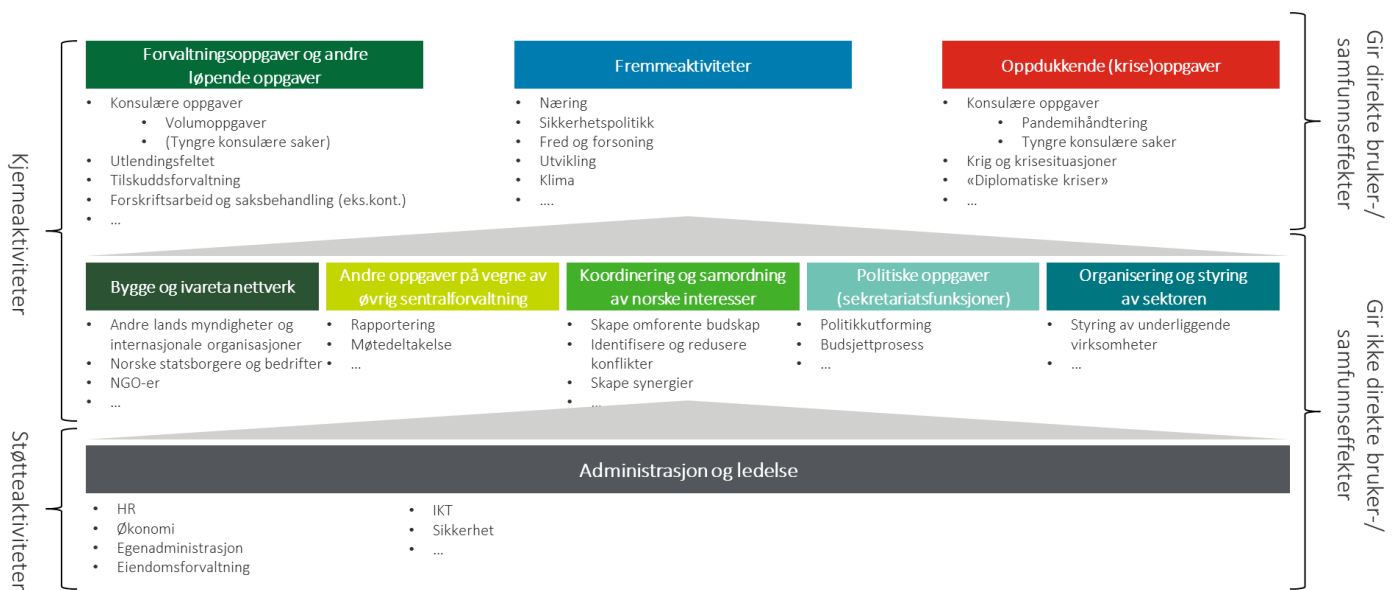 Forvaltningsoppgaver og andre
løpende oppgaver
• Konsulære oppgaver
• Volumoppgaver
• (Tyngre konsulære saker)
• Utlendingsfeltet
• Tilskuddsforvaltning
• Forskriftsarbeid og saksbehandling (eks.kont.)
• ...
Fremmeaktiviteter
• Næring
• Sikkerhetspolitikk
• Fred og forsoning
• Utvikling
• Klima
• ....
Oppdukkende (krise)oppgaver
• Konsulære oppgaver
• Pandemihåndtering
• Tyngre konsulære saker
• Krig og krisesituasjoner
• «Diplomatiske kriser»
• ...
Gir direkte bruker-/
samfunnseffekter
Kjerneaktiviteter
Bygge og ivareta nettverk
• Andre lands myndigheter og
internasjonale organisasjoner
• Norske statsborgere og bedrifter
• NGO-er
• ...
Andre oppgaver på vegne av
øvrig sentralforvaltning
• Rapportering
• Møtedeltakelse
• ...
Koordinering og samordning
av norske interesser
• Skape omforente budskap
• Identifisere og redusere
konflikter
• Skape synergier
• ...
Politiske oppgaver
(sekretariatsfunksjoner)
• Politikkutforming
• Budsjettprosess
• ...
Organisering og styring
av sektoren
• Styring av underliggende
virksomheter
• ...
Gir ikke direkte bruker-/
samfunnseffekter
Støtteaktiviteter
Administrasjon og ledelse
• HR
• Økonomi
• Egenadministrasjon
• Eiendomsforvaltning
• IKT
• Sikkerhet
• ...